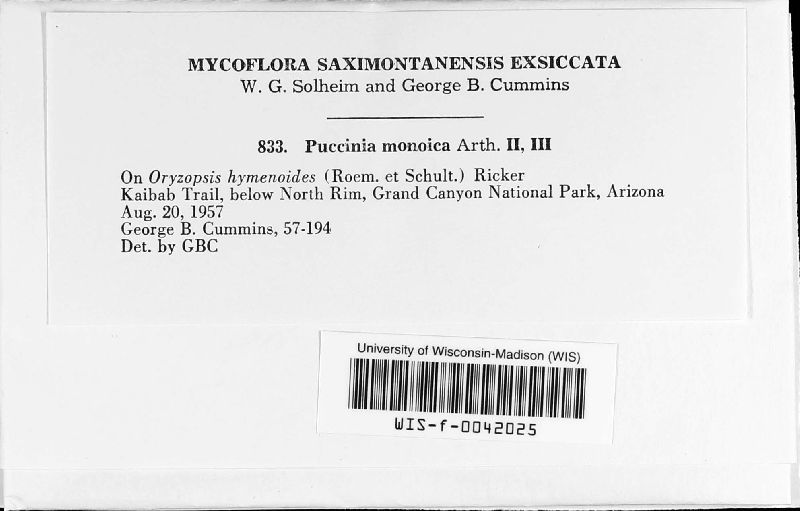 MYCOFLORA SAXIMONTANENSIS EXSICCATA
W. G. Solheim and George B. Cummins
833. Puccinia monoica Arth. II, III
On Oryzopsis hymenoides (Roem. et Schult.) Ricker
Kaibab Trail, below North Rim, Grand Canyon National Park, Arizona
Aug. 20, 1957
George B. Cummins, 57-194
Det. by GBC
University of Wisconsin-Madison (WIS)
WIS-f-0042025